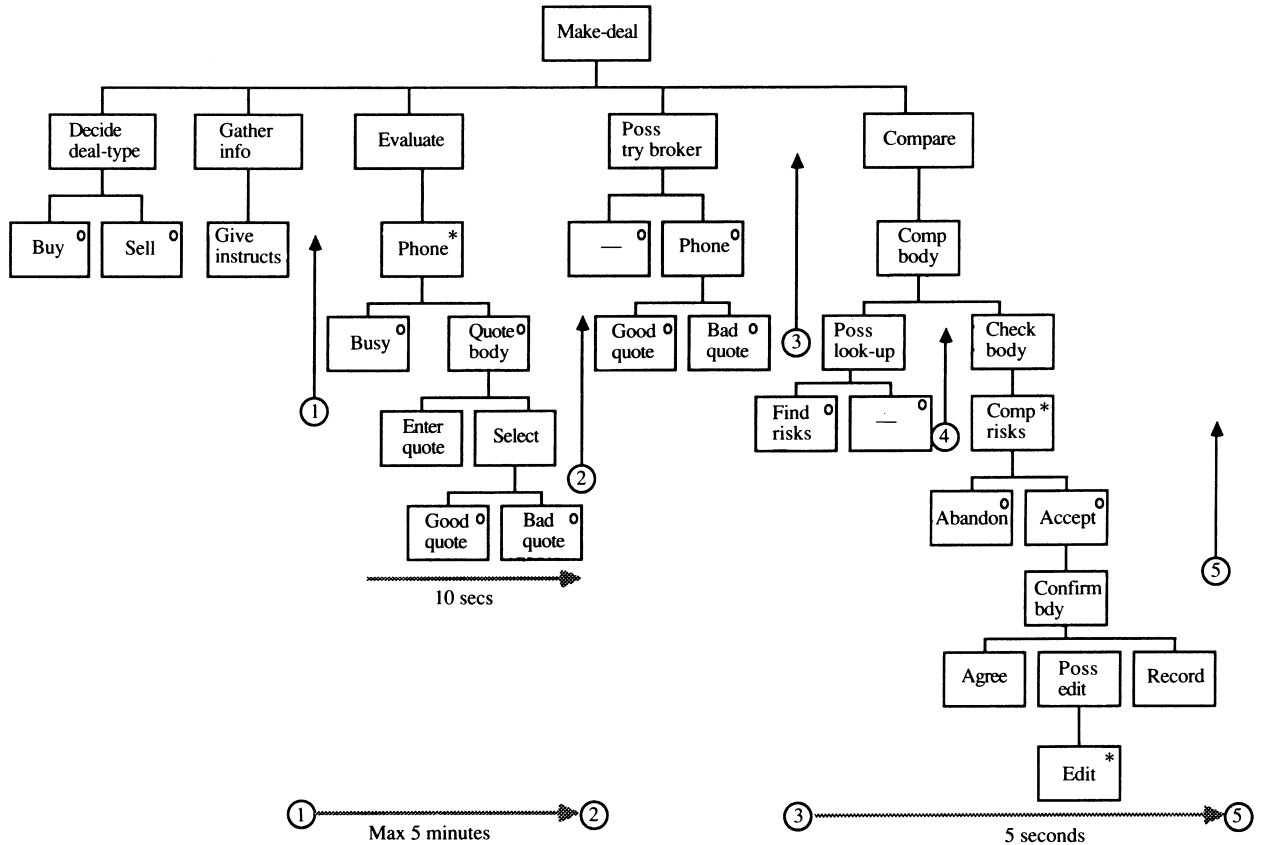 Make-deal
Decide
deal-type
Gather
info
Evaluate
Poss
try broker
Compare
Buy
o
Sell
o
Give
instructs
Phone
*
—
o
Phone
o
Comp
body
Busy
o
Quote
o
body
Good
o
quote
Bad
o
quote
3
Poss
look-up
Check
body
1
Enter
quote
Select
2
Find
o
risks
—
o
4
Comp
*
risks
Good
o
quote
Bad
o
quote
Abandon
o
Accept
o
5
10 secs
Confirm
bdy
Agree
Poss
edit
Record
Edit
*
1
2
Max 5 minutes
3
5
5 seconds